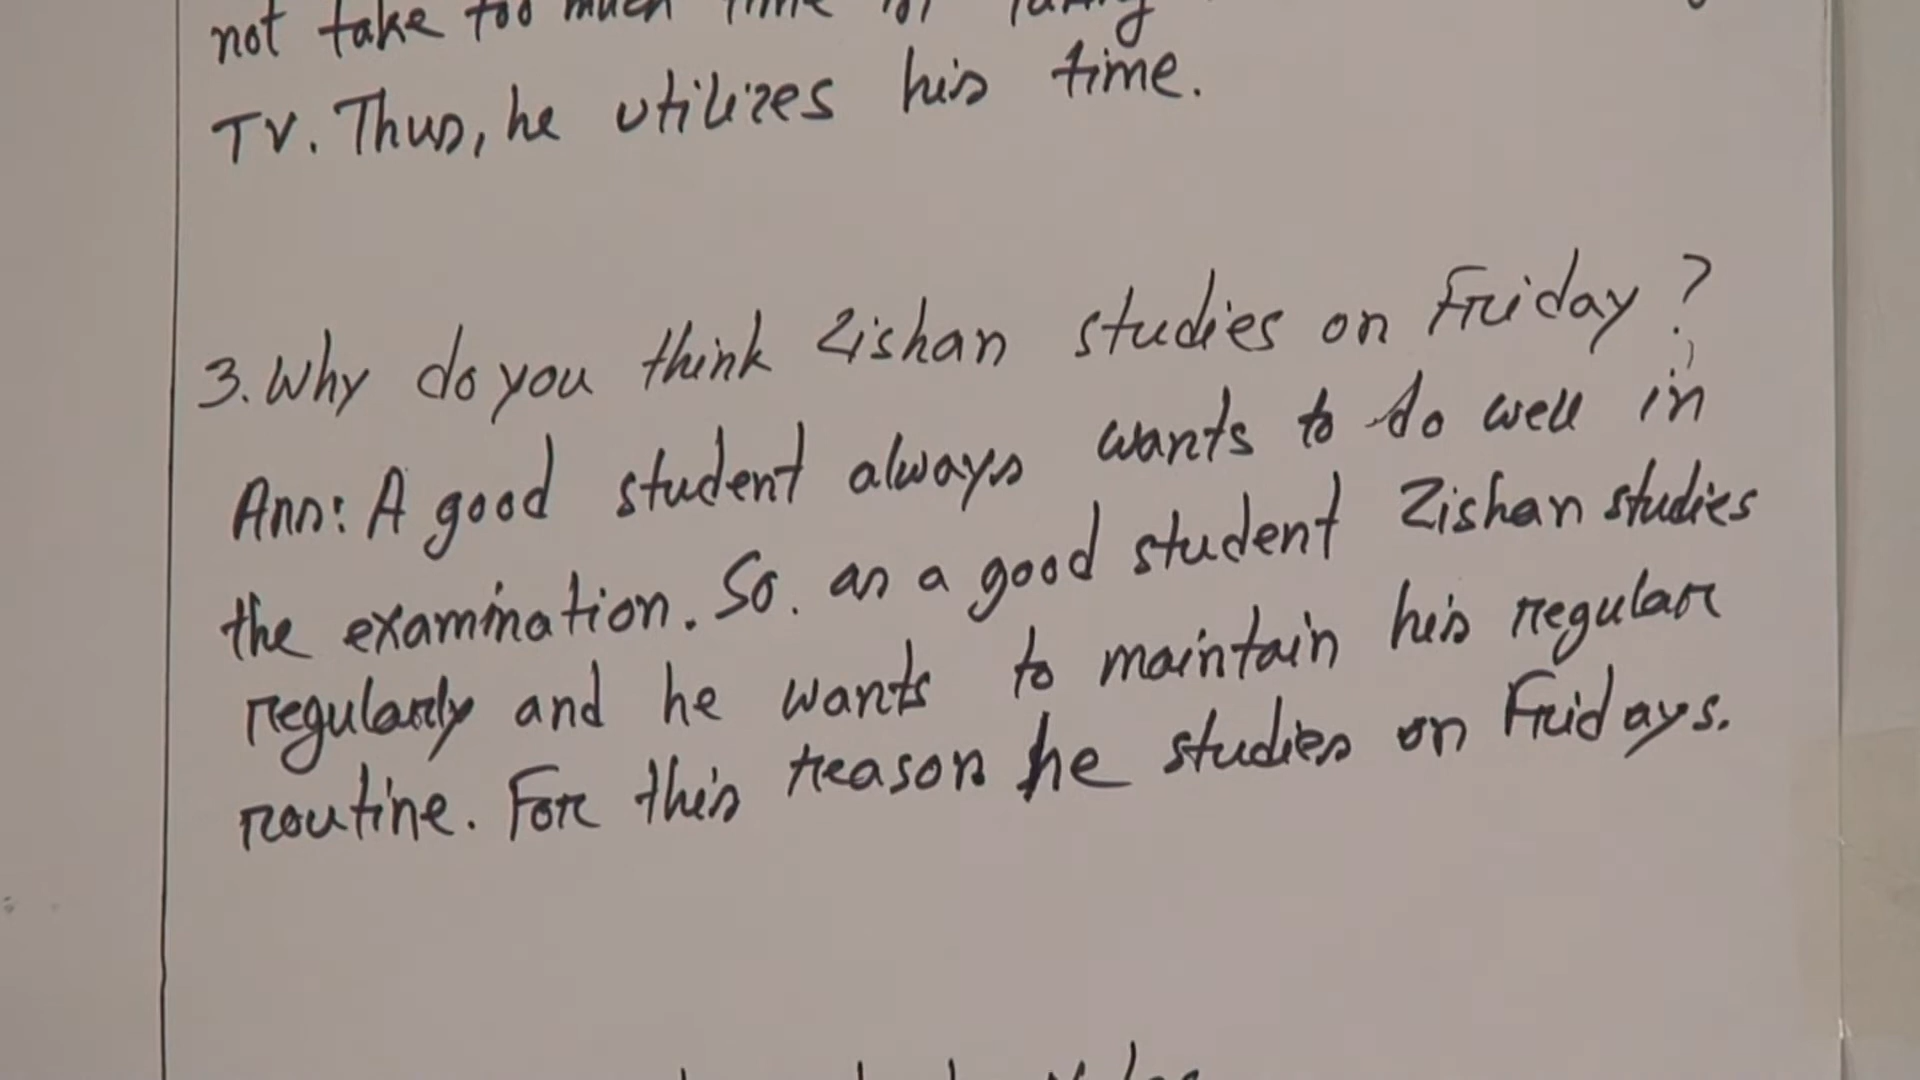 not take too much time
TV. Thus, he utilizes his time.
3. Why do you think Zishan studies on Friday?
Ans: A good student always wants to do well in
the examination. So. as a good student Zishan studies
regularly and he wants to maintain his regular
routine. For this reason he studies on Fridays.